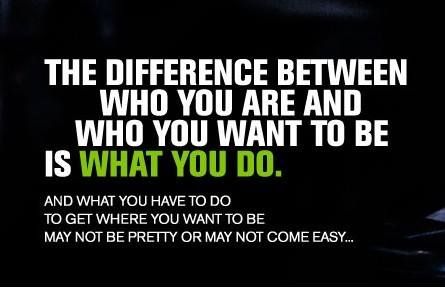 THE DIFFERENCE BETWEEN
WHO YOU ARE AND
WHO YOU WANT TO BE
IS WHAT YOU DO.
AND WHAT YOU HAVE TO DO
TO GET WHERE YOU WANT TO BE
MAY NOT BE PRETTY OR MAY NOT COME EASY...